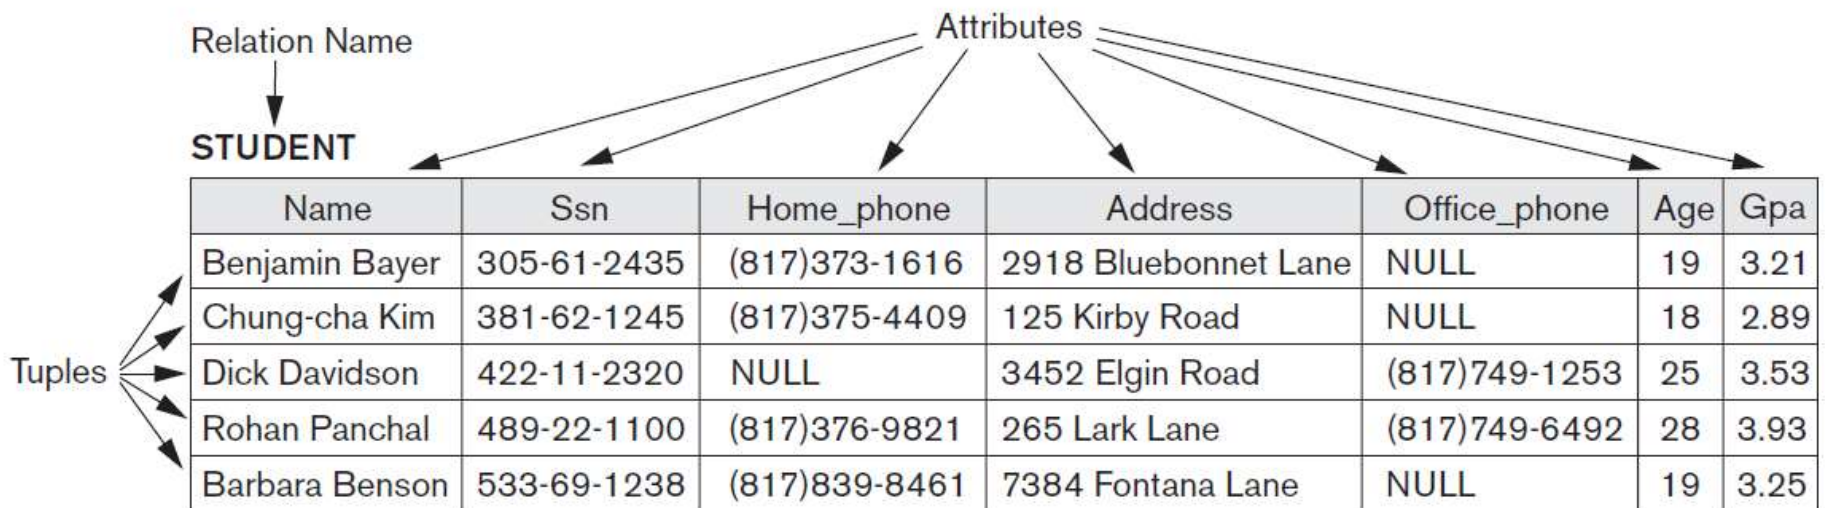 Attributes
Relation Name
STUDENT
Name Ssn Home_phone Address Office_phone Age Gpa
Benjamin Bayer 305-61-2435 (817)373-1616 2918 Bluebonnet Lane NULL 19 3.21
Chung-cha Kim 381-62-1245 (817)375-4409 125 Kirby Road NULL 18 2.89
Tuples Dick Davidson 422-11-2320 NULL 3452 Elgin Road (817)749-1253 25 3.53
Rohan Panchal 489-22-1100 (817)376-9821 265 Lark Lane (817)749-6492 28 3.93
Barbara Benson 533-69-1238 (817)839-8461 7384 Fontana Lane NULL 19 3.25